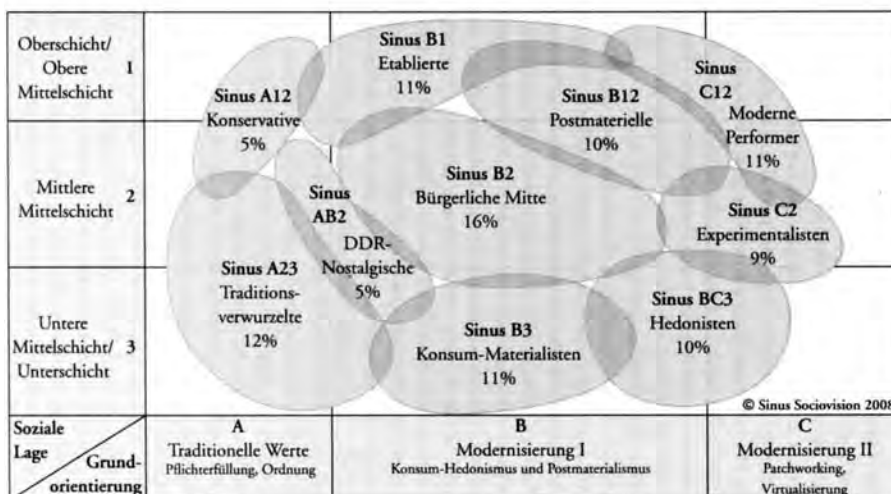 Oberschicht/
Obere 1
Mittelschicht
Mittlere
Mittelschicht 2
Untere
Mittelschicht/ 3
Unterschicht
Sinus B1
Etablierte
11%
Sinus A12
Konservative
5%
Sinus B12
Postmaterielle
10%
Sinus
C12
Moderne
Performer
11%
Sinus
AB2
DDR-
Nostalgische
5%
Sinus B2
Bürgerliche Mitte
16%
Sinus C2
Experimentalisten
9%
Sinus A23
Traditions-
verwurzelte
12%
Sinus B3
Konsum-Materialisten
11%
Sinus BC3
Hedonisten
10%
© Sinus Sociovision 2008
Soziale
Lage
Grund-
orientierung
A
Traditionelle Werte
Pflichterfüllung, Ordnung
B
Modernisierung I
Konsum-Hedonismus und Postmaterialismus
C
Modernisierung II
Patchworking,
Virtualisierung